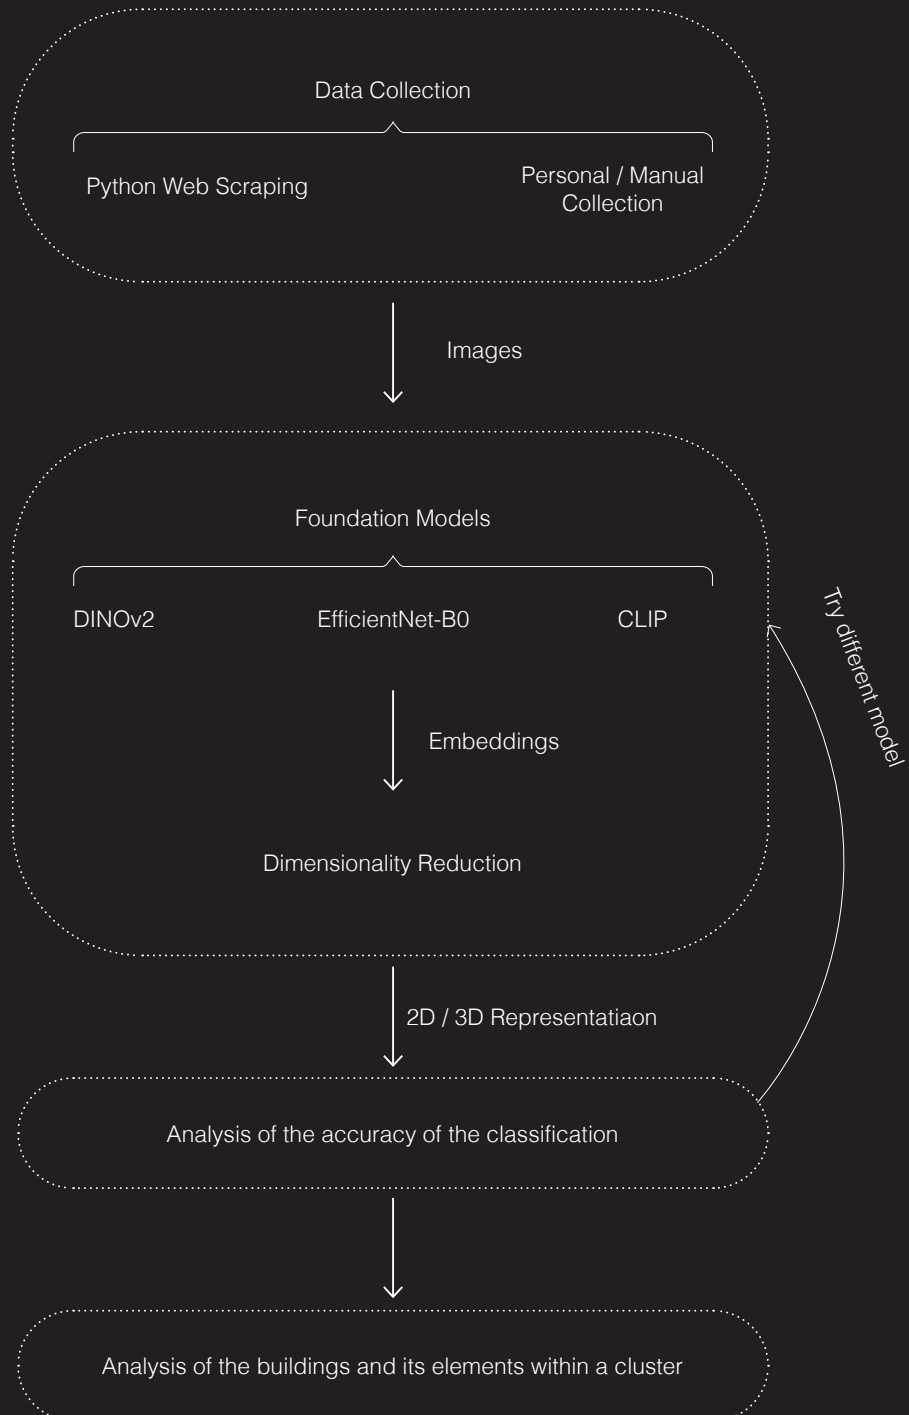 Data Collection
Python Web Scraping
Personal / Manual
Collection
Images
Foundation Models
DINOv2
EfficientNet-B0
CLIP
Try different model
Embeddings
Dimensionality Reduction
2D / 3D Representatiaon
Analysis of the accuracy of the classification
Analysis of the buildings and its elements within a cluster